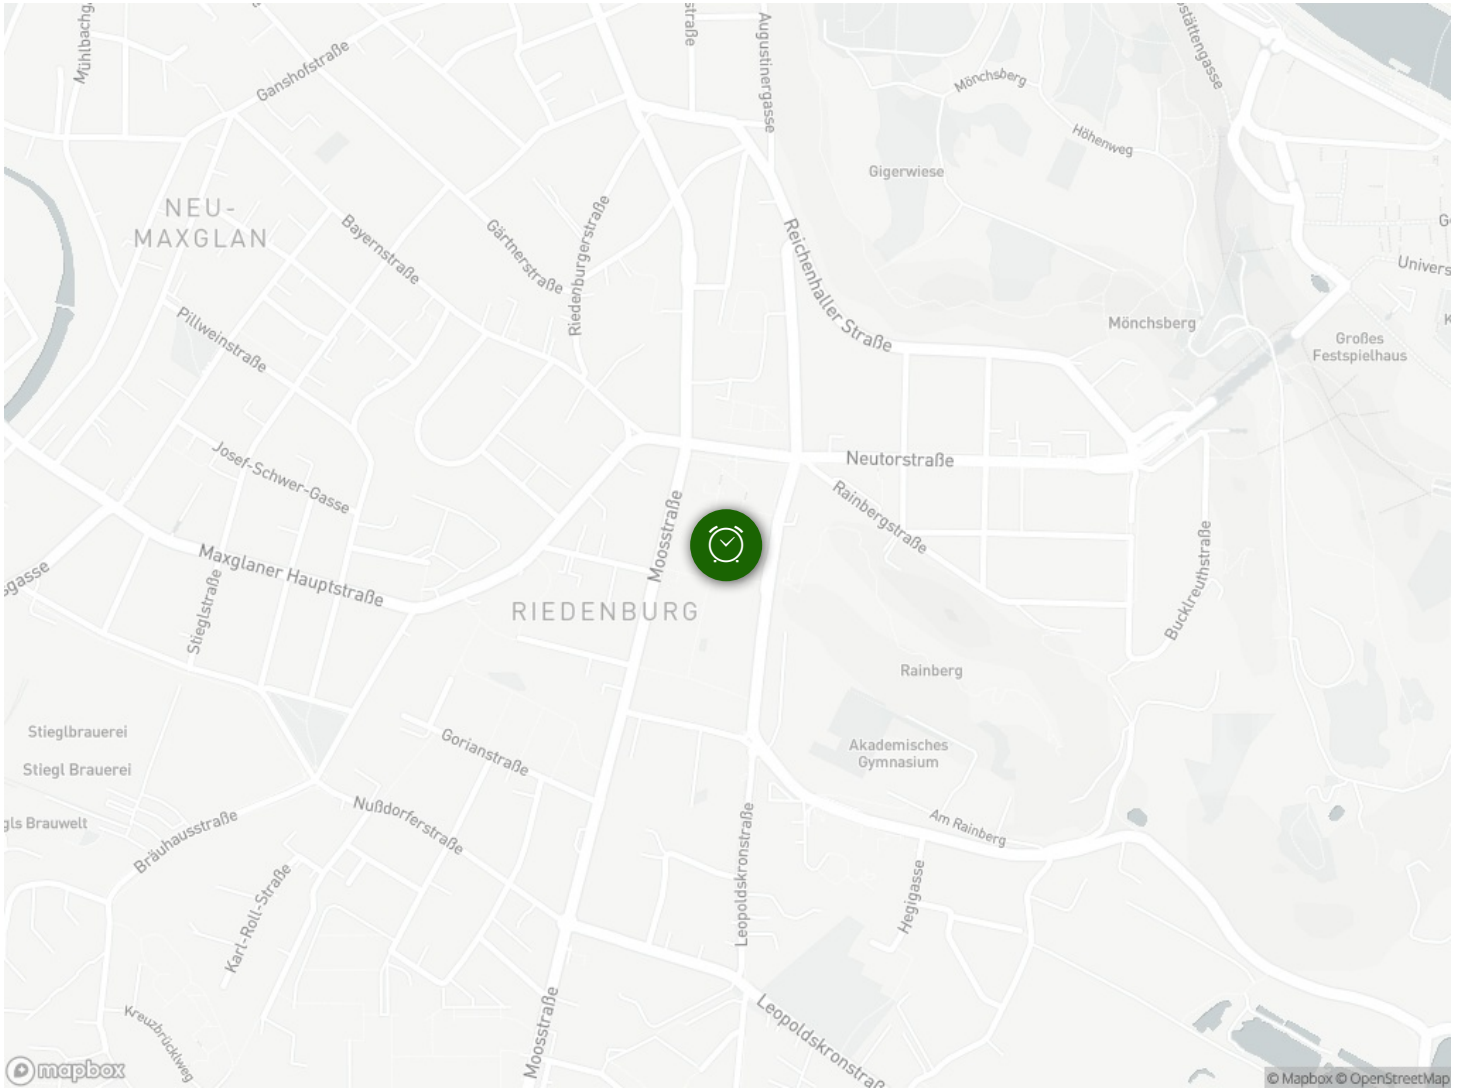 Mühlbachg
Ganshofstraße
straße
Augustinergasse
Mönchsberg
Höhenweg
stättengasse
Gigerwiese
NEU-
MAXGLAN
Bayernstraße
Gärtnerstraße
Riedenburgerstraße
Reichenhaller Straße
G
Univers
K
Pillweinstraße
Mönchsberg
Großes
Festspielhaus
Josef-Schwer-Gasse
Neutorstraße
Rainbergstraße
Moosstraße
Bucklreuthstraße
sgasse
Maxglaner Hauptstraße
Stieglstraße
RIEDENBURG
Rainberg
Stieglbrauerei
Stiegl Brauerei
Gorianstraße
Akademisches
Gymnasium
gls Brauwelt
Bräuhausstraße
Nußdorferstraße
Am Rainberg
Karl-Roll-Straße
Leopoldskronstraße
Hegigasse
Kreuzbrücklweg
Moosstraße
Leopoldskronstraße
mapbox
© Mapbox © OpenStreetMap